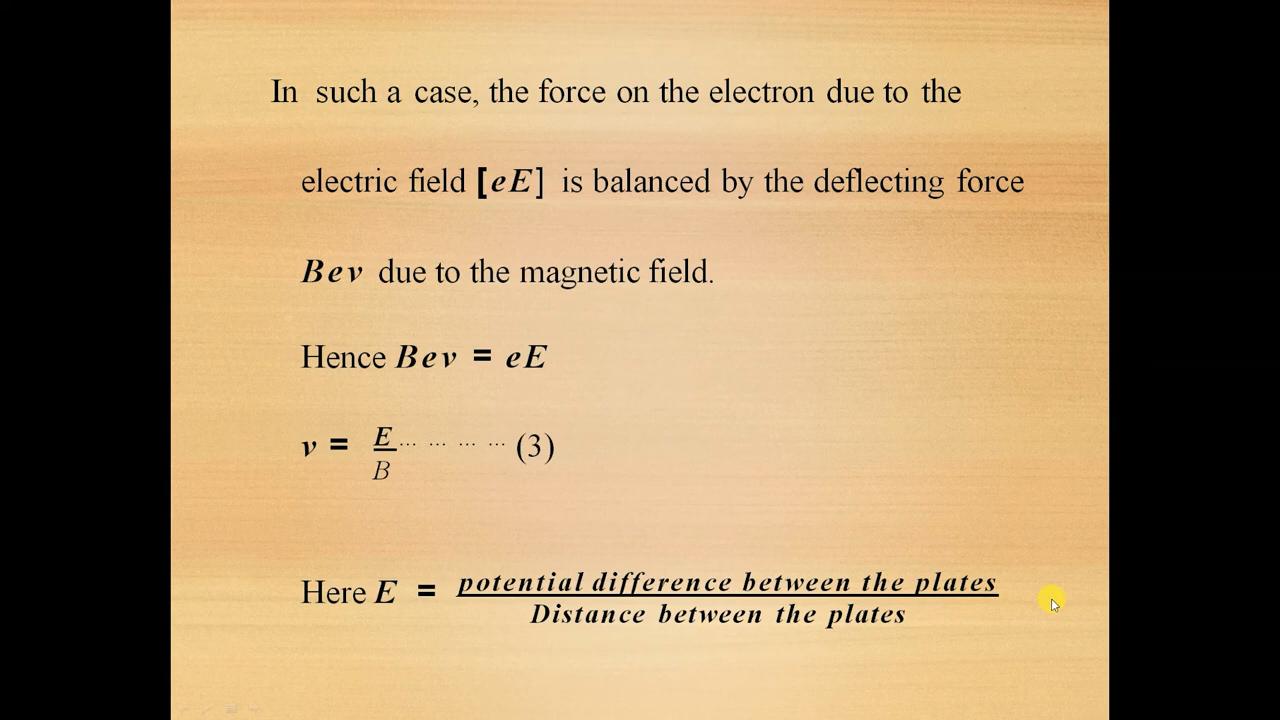 In such a case, the force on the electron due to the
electric field [eE] is balanced by the deflecting force
Bev due to the magnetic field.
Hence Bev = eE
v = E/B ... ... ... ... (3)
Here E = potential difference between the plates / Distance between the plates